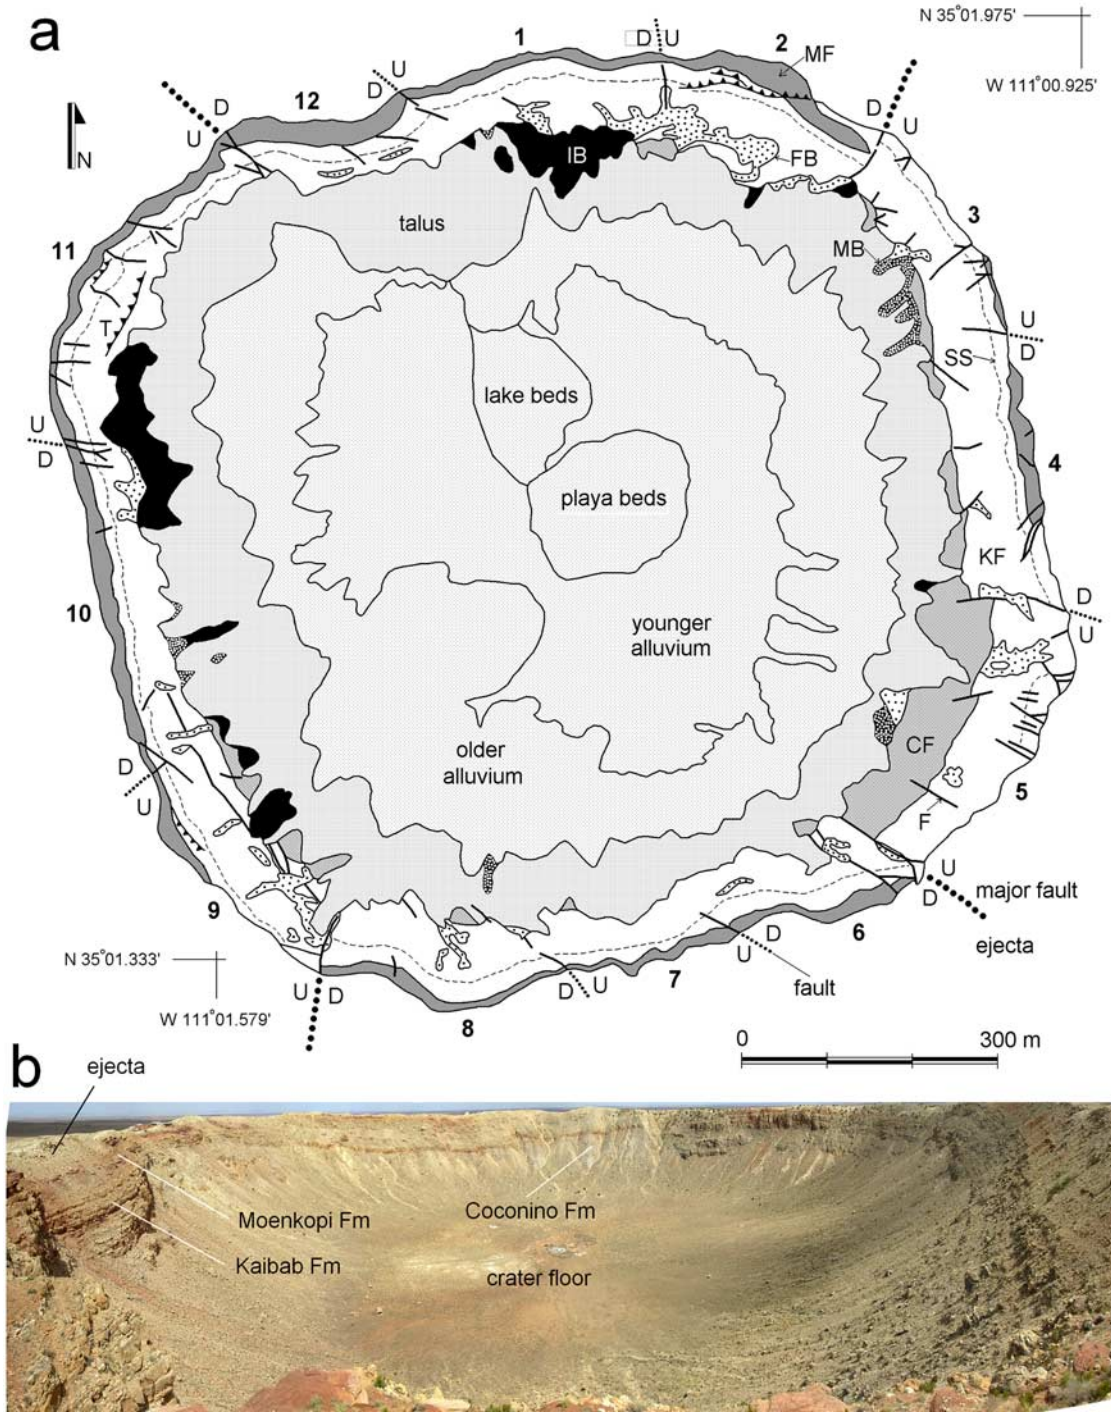 a
N 35°01.975'
W 111°00.925'
1
D U
2
MF
U
D
12
D
U
D
U
N
IB
FB
talus
3
11
MB
T
U
D
SS
lake beds
U
D
4
playa beds
KF
D
U
10
younger
alluvium
older
alluvium
CF
D
U
5
F
U
D
major fault
9
6
ejecta
N 35°01.333'
D
U
7
U D
D U
fault
W 111°01.579'
8
0 300 m
b
ejecta
Moenkopi Fm
Coconino Fm
Kaibab Fm
crater floor